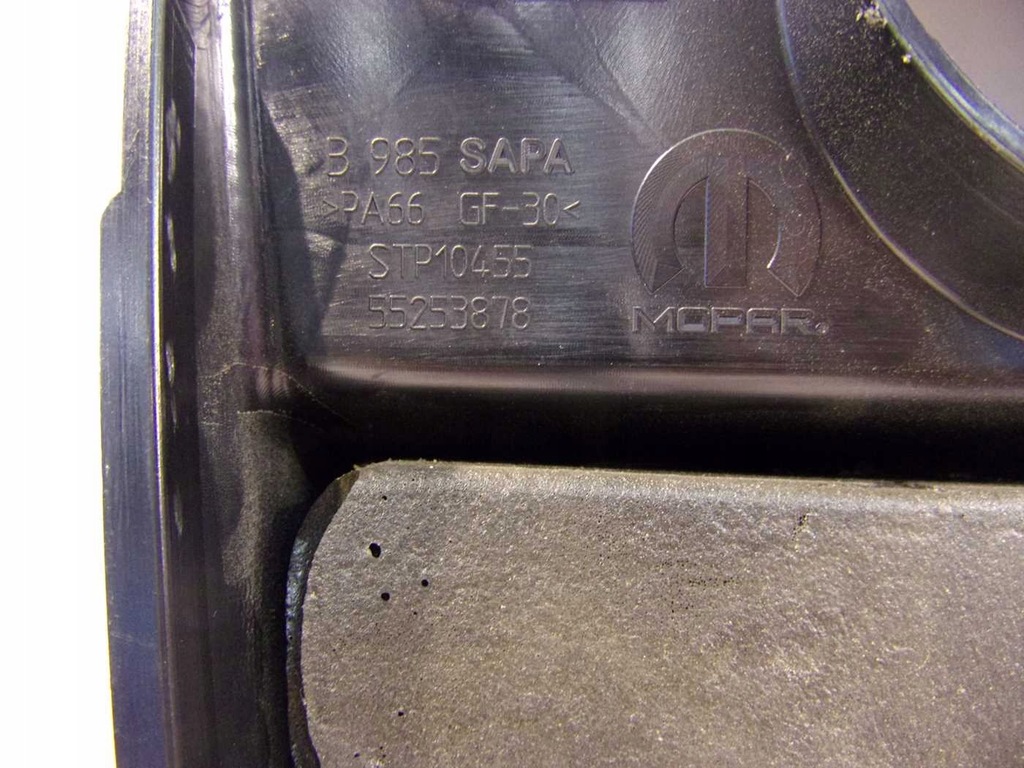 B 985 SAPA
>PA66 GF-30<
STP10455
55253878
MOPAR®